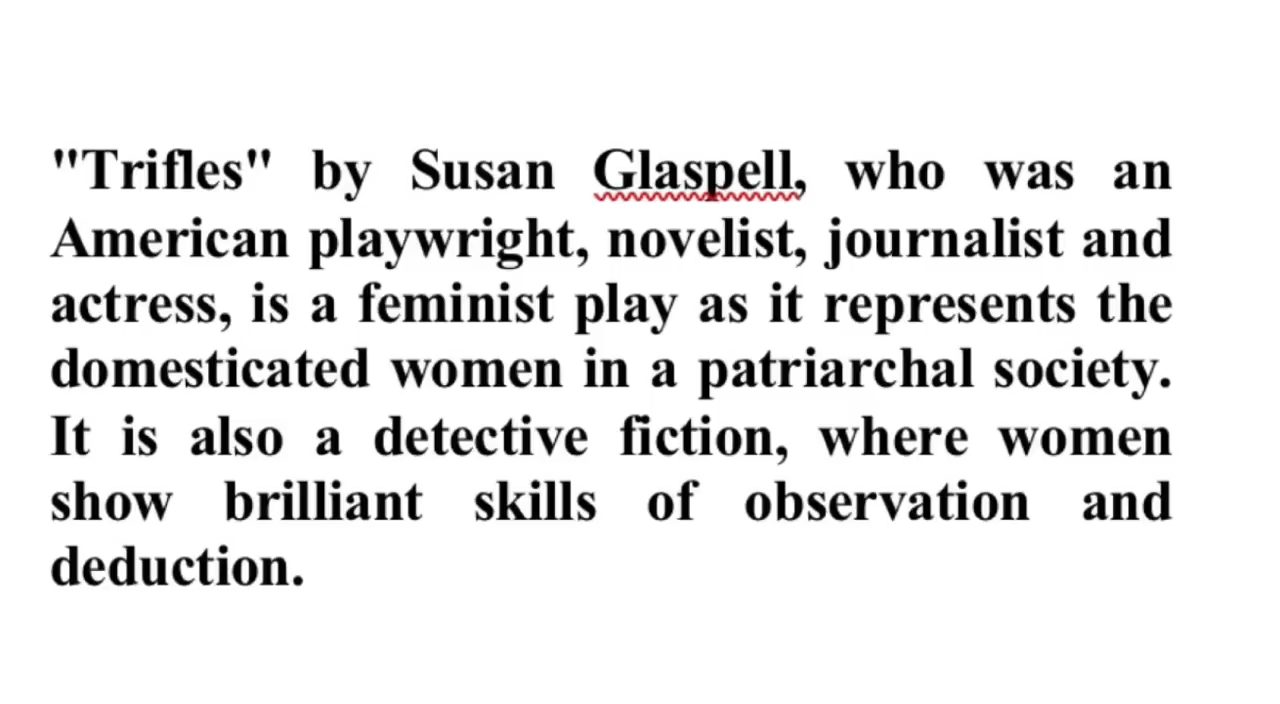 "Trifles" by Susan Glaspell, who was an
American playwright, novelist, journalist and
actress, is a feminist play as it represents the
domesticated women in a patriarchal society.
It is also a detective fiction, where women
show brilliant skills of observation and
deduction.